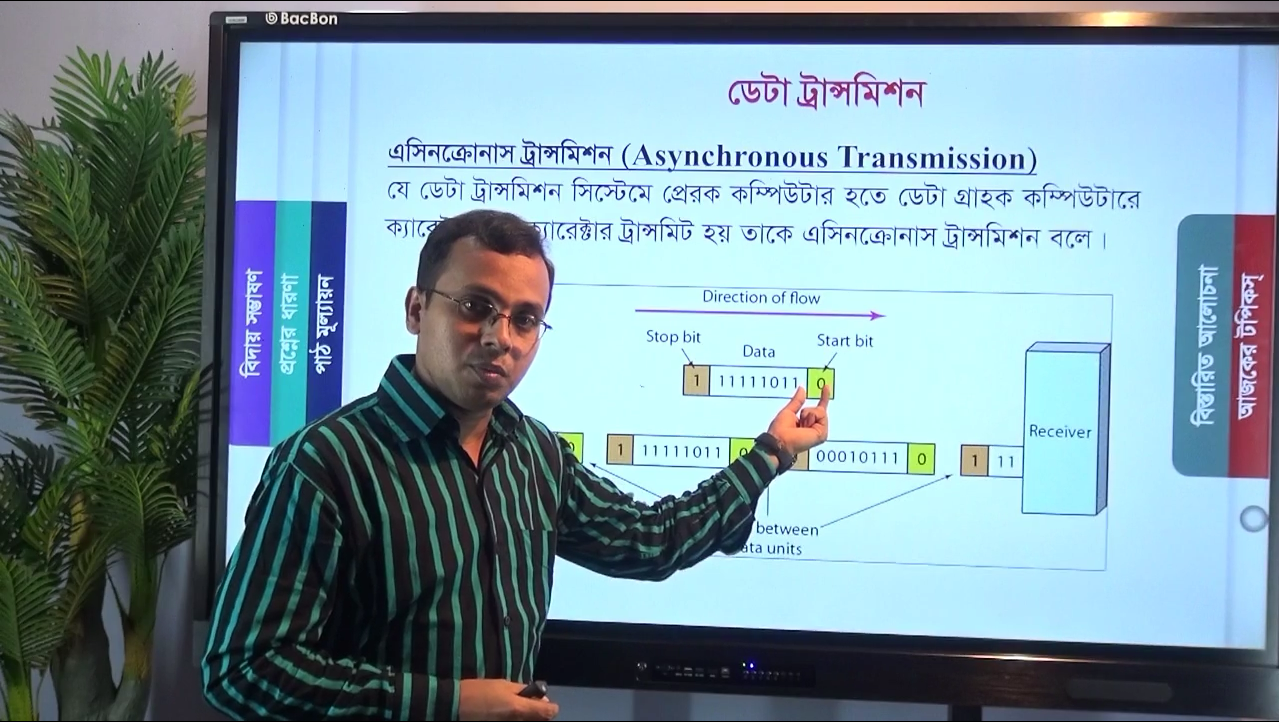 BacBon
ডেটা ট্রান্সমিশন
এসিনক্রোনাস ট্রান্সমিশন (Asynchronous Transmission)
যে ডেটা ট্রান্সমিশন সিস্টেমে প্রেরক কম্পিউটার হতে ডেটা গ্রাহক কম্পিউটারে
ক্যারেক্টার ট্রান্সমিট হয় তাকে এসিনক্রোনাস ট্রান্সমিশন বলে ।
বিদায় সম্ভাষণ
প্রশ্নের ধারণা
পাঠ মূল্যায়ন
Direction of flow
Stop bit
Data
Start bit
1 11111011 0
1 11111011 0 00010111 0 1 11
Receiver
between
units
বিস্তারিত আলোচনা
আজকের টপিকস্